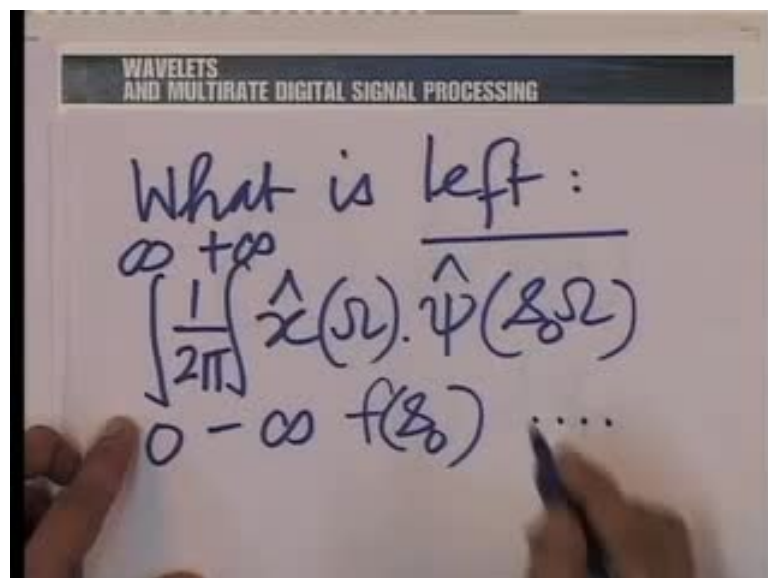 WAVELETS
AND MULTIRATE DIGITAL SIGNAL PROCESSING
What is left :
∞ +∞
∫ 1/2π ∫ x̂(Ω). ψ̂(s₀Ω)
0 - ∞ f(s₀) ....